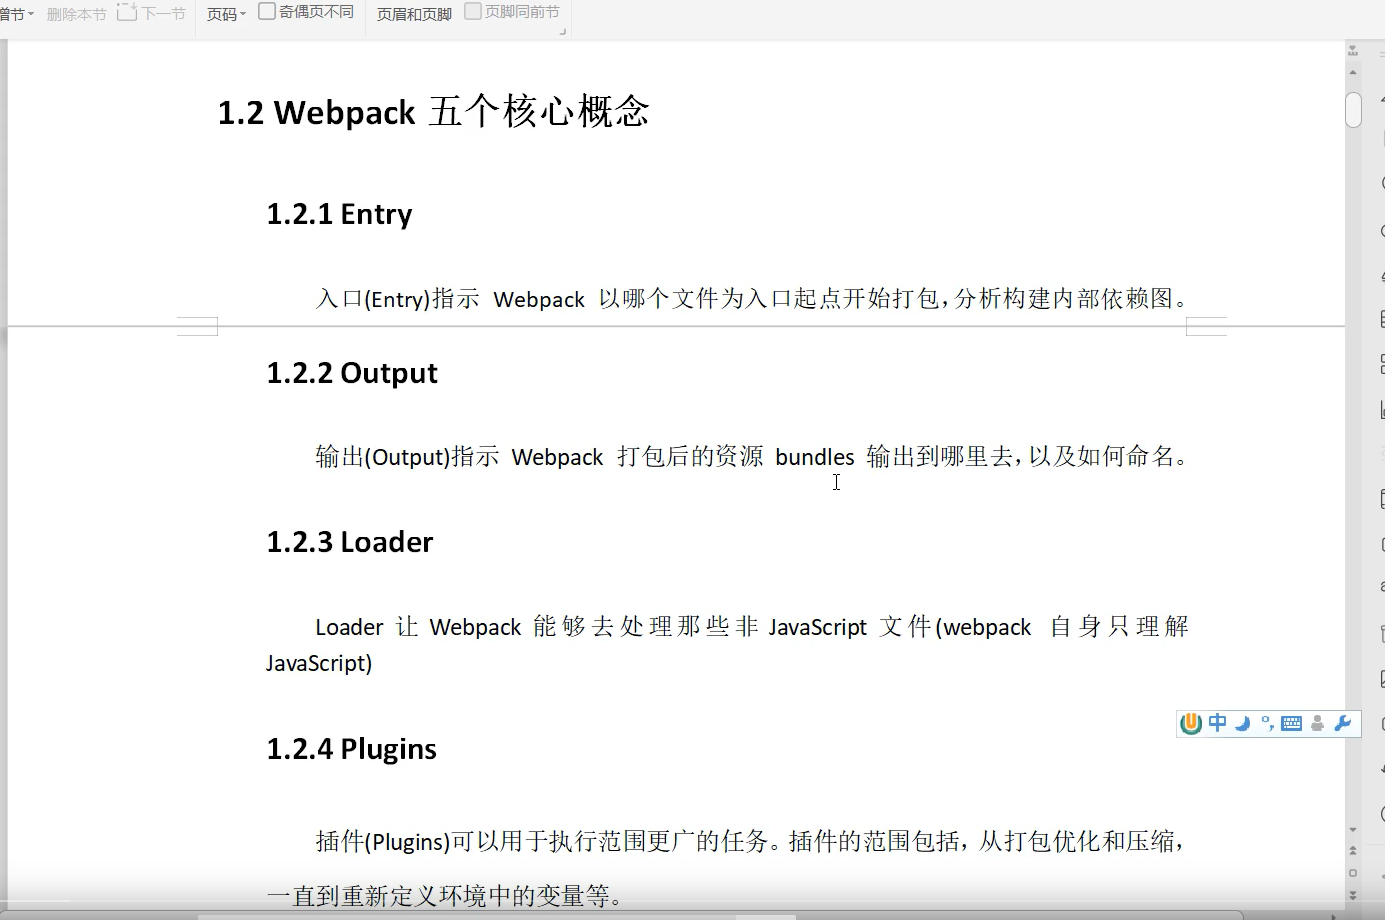 增节 删除本节 下一节 页码 奇偶页不同 页眉和页脚 页脚同前节
1.2 Webpack 五个核心概念
1.2.1 Entry
入口(Entry)指示 Webpack 以哪个文件为入口起点开始打包,分析构建内部依赖图。
1.2.2 Output
输出(Output)指示 Webpack 打包后的资源 bundles 输出到哪里去,以及如何命名。
1.2.3 Loader
Loader 让 Webpack 能够去处理那些非 JavaScript 文件(webpack 自身只理解
JavaScript)
中
1.2.4 Plugins
插件(Plugins)可以用于执行范围更广的任务。插件的范围包括,从打包优化和压缩,
一直到重新定义环境中的变量等。